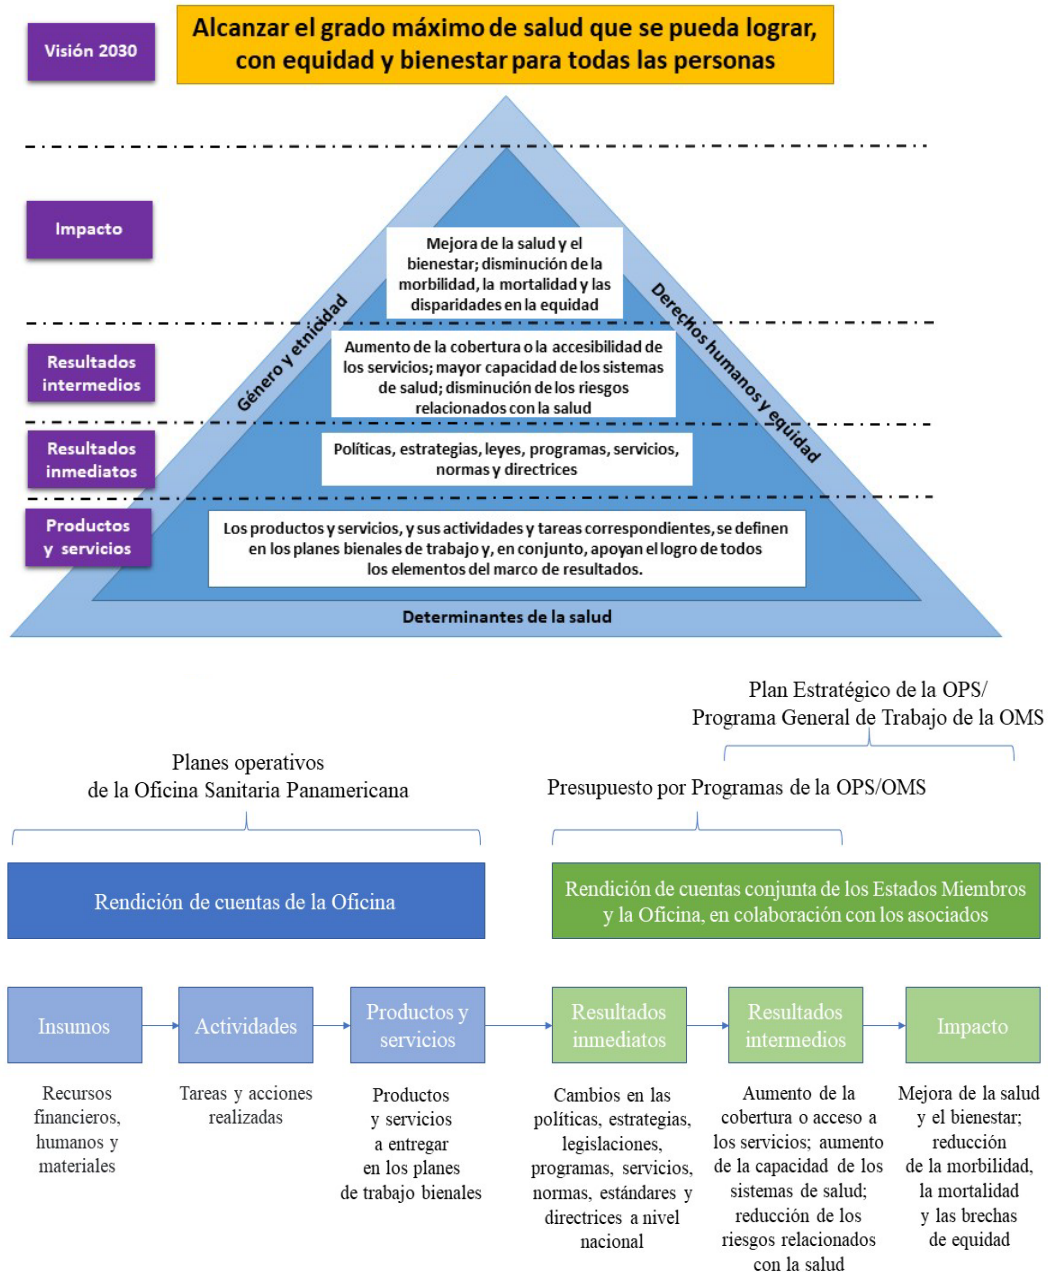 Visión 2030
Alcanzar el grado máximo de salud que se pueda lograr,
con equidad y bienestar para todas las personas
Impacto
Mejora de la salud y el
bienestar; disminución de la
morbilidad, la mortalidad y las
disparidades en la equidad
Género y etnicidad
Derechos humanos y equidad
Resultados
intermedios
Aumento de la cobertura o la accesibilidad de
los servicios; mayor capacidad de los sistemas
de salud; disminución de los riesgos
relacionados con la salud
Resultados
inmediatos
Políticas, estrategias, leyes, programas, servicios,
normas y directrices
Productos
y servicios
Los productos y servicios, y sus actividades y tareas correspondientes, se definen
en los planes bienales de trabajo y, en conjunto, apoyan el logro de todos
los elementos del marco de resultados.
Determinantes de la salud
Plan Estratégico de la OPS/
Programa General de Trabajo de la OMS
Planes operativos
de la Oficina Sanitaria Panamericana
Presupuesto por Programas de la OPS/OMS
Rendición de cuentas de la Oficina
Rendición de cuentas conjunta de los Estados Miembros
y la Oficina, en colaboración con los asociados
Insumos
Actividades
Productos y
servicios
Resultados
inmediatos
Resultados
intermedios
Impacto
Recursos
financieros,
humanos y
materiales
Tareas y acciones
realizadas
Productos
y servicios
a entregar
en los planes
de trabajo bienales
Cambios en las
políticas, estrategias,
legislaciones,
programas, servicios,
normas, estándares y
directrices a nivel
nacional
Aumento de la
cobertura o acceso a
los servicios; aumento
de la capacidad de los
sistemas de salud;
reducción de los
riesgos relacionados
con la salud
Mejora de la salud
y el bienestar;
reducción
de la morbilidad,
la mortalidad
y las brechas
de equidad